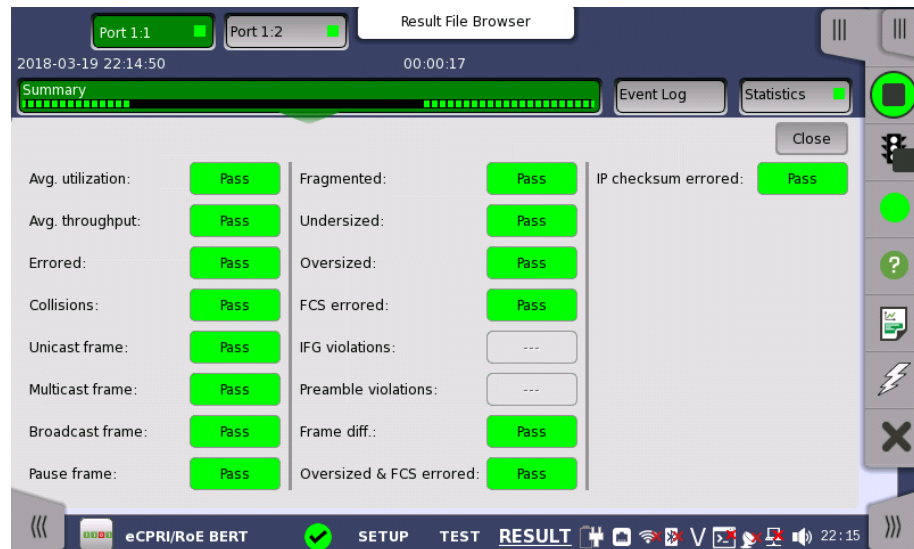 Port 1:1 Port 1:2 Result File Browser
2018-03-19 22:14:50 00:00:17
Summary Event Log Statistics
Close
Avg. utilization: Pass Fragmented: Pass IP checksum errored: Pass
Avg. throughput: Pass Undersized: Pass
Errored: Pass Oversized: Pass
Collisions: Pass FCS errored: Pass
Unicast frame: Pass IFG violations: ---
Multicast frame: Pass Preamble violations: ---
Broadcast frame: Pass Frame diff.: Pass
Pause frame: Pass Oversized & FCS errored: Pass
eCPRI/RoE BERT SETUP TEST RESULT V 22:15